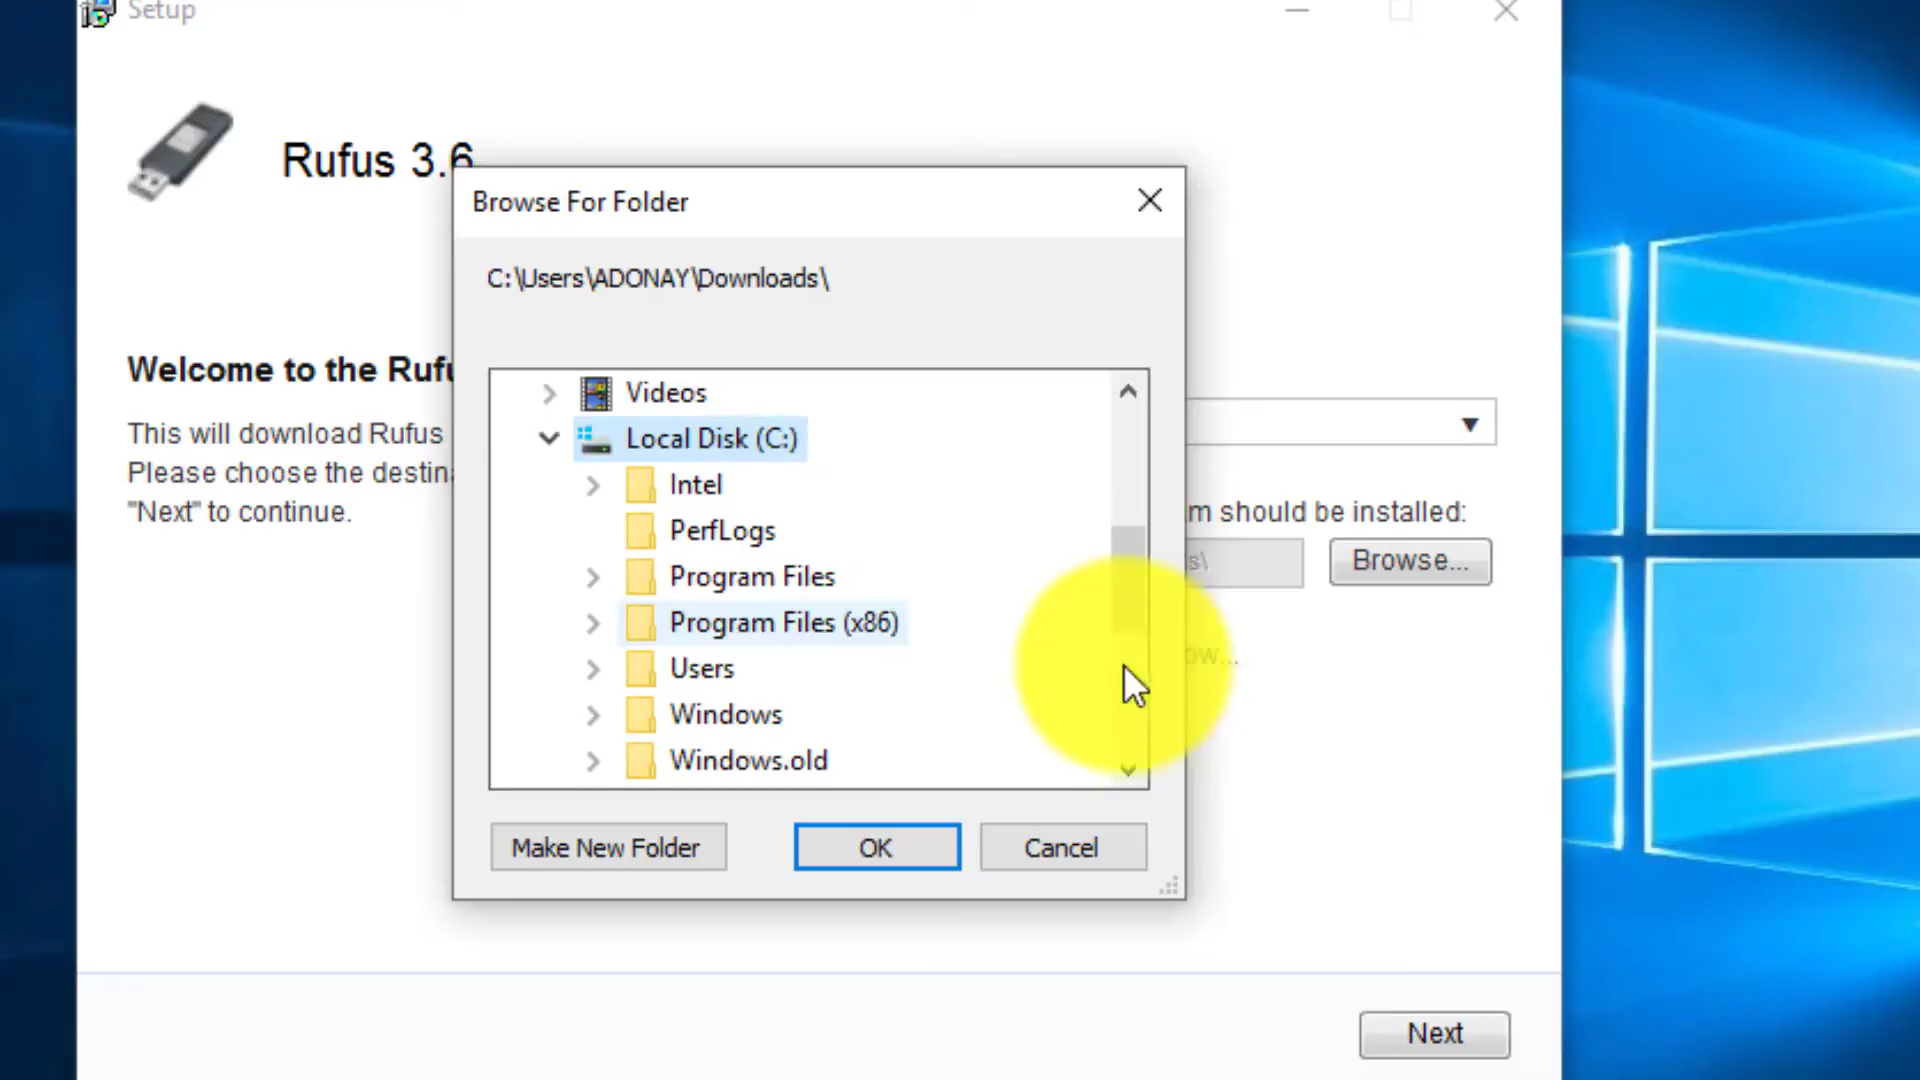 Setup
Rufus 3.6
Browse For Folder
C:\Users\ADONAY\Downloads\
Welcome to the Rufu
This will download Rufus
Please choose the destina
"Next" to continue.
Videos
Local Disk (C:)
Intel
PerfLogs
Program Files
Program Files (x86)
Users
Windows
Windows.old
m should be installed:
s\
Browse...
ow...
Make New Folder
OK
Cancel
Next